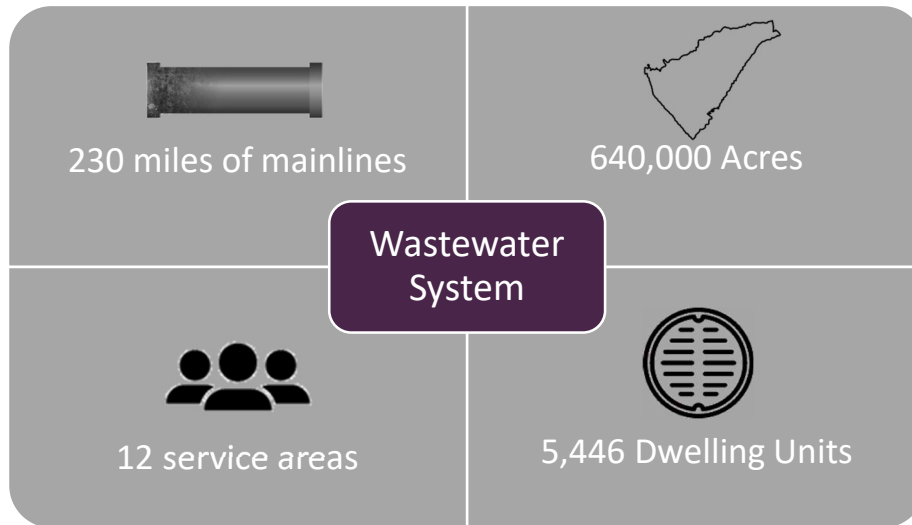 230 miles of mainlines
640,000 Acres
Wastewater
System
12 service areas
5,446 Dwelling Units